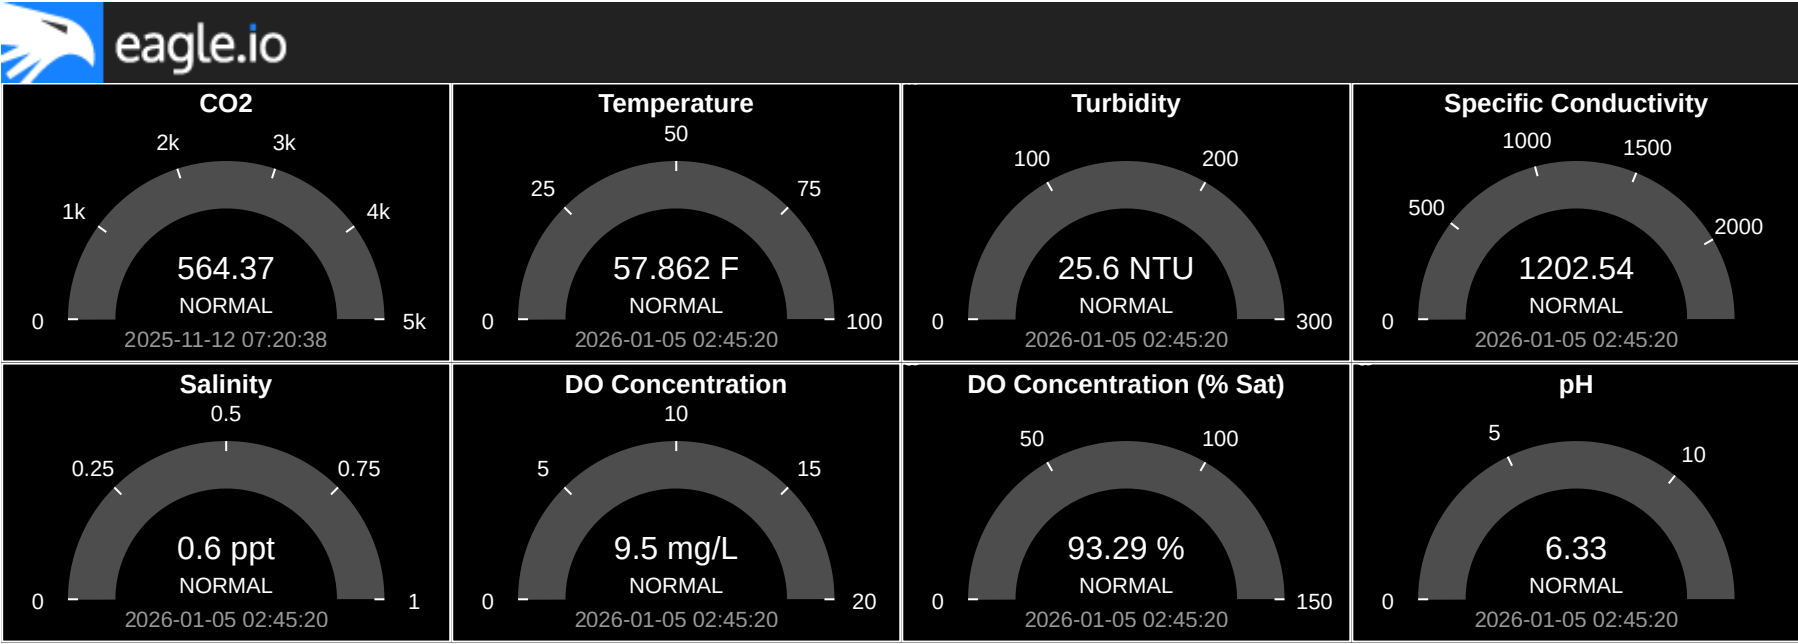 eagle.io
CO2
2k
3k
1k
4k
564.37
NORMAL
0
5k
2025-11-12 07:20:38
Temperature
50
25
75
57.862 F
NORMAL
0
100
2026-01-05 02:45:20
Turbidity
100
200
25.6 NTU
NORMAL
0
300
2026-01-05 02:45:20
Specific Conductivity
1000
1500
500
2000
1202.54
NORMAL
0
2026-01-05 02:45:20
Salinity
0.5
0.25
0.75
0.6 ppt
NORMAL
0
1
2026-01-05 02:45:20
DO Concentration
10
5
15
9.5 mg/L
NORMAL
0
20
2026-01-05 02:45:20
DO Concentration (% Sat)
50
100
93.29 %
NORMAL
0
150
2026-01-05 02:45:20
pH
5
10
6.33
NORMAL
0
2026-01-05 02:45:20